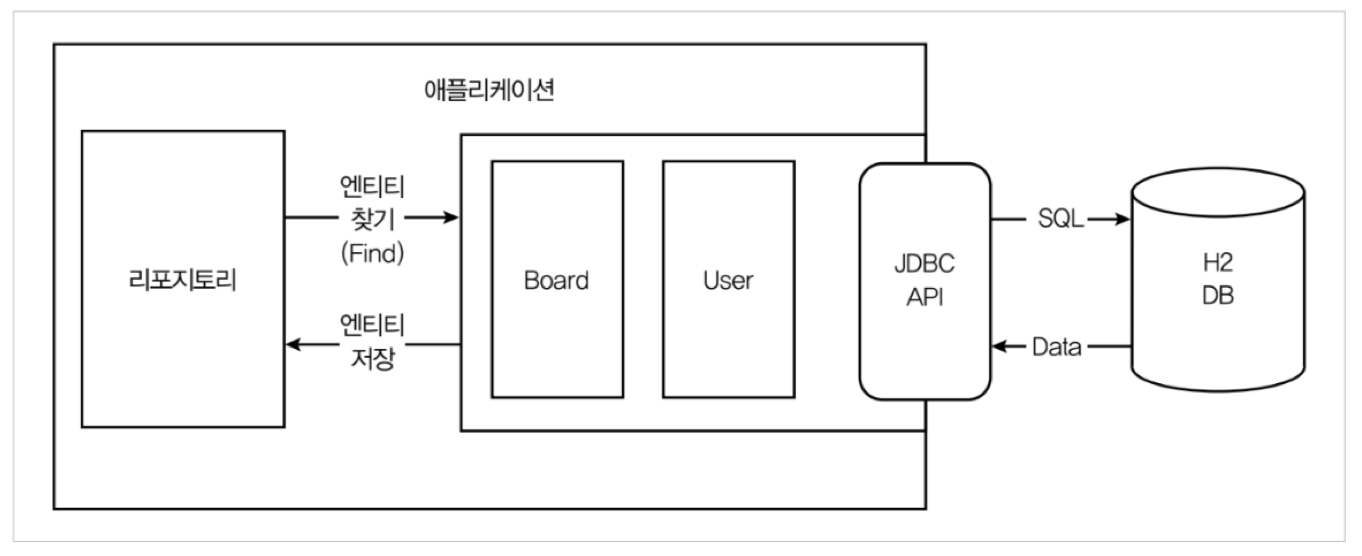 애플리케이션
리포지토리
엔티티
찾기
(Find)
엔티티
저장
Board
User
JDBC
API
SQL
Data
H2
DB